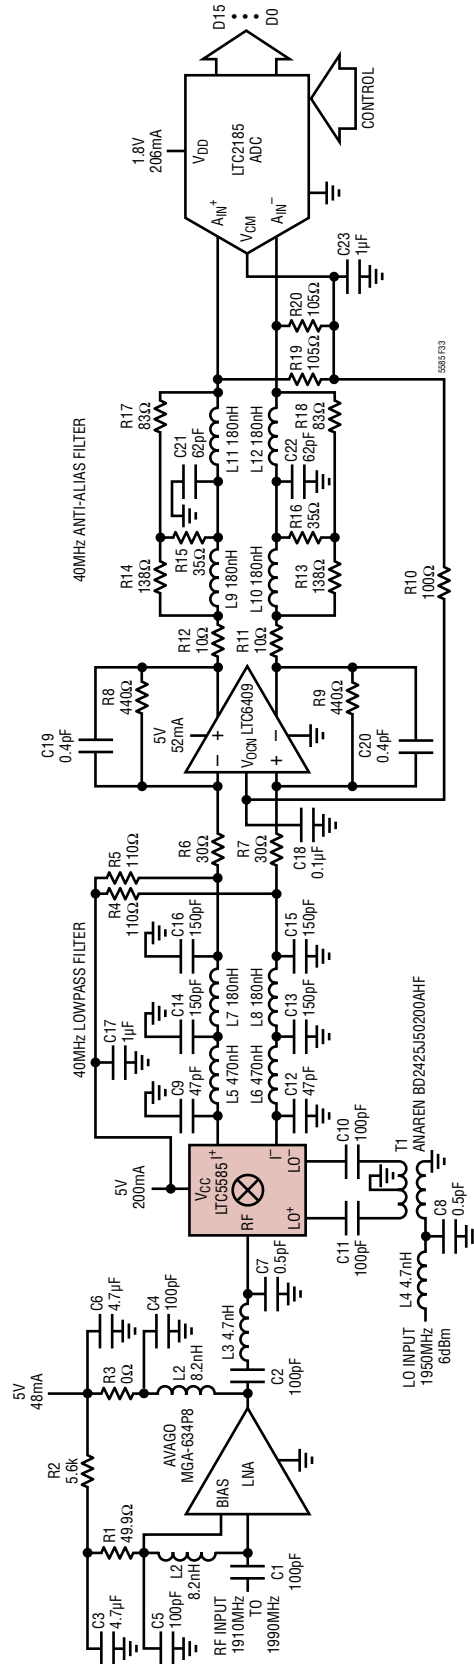 C3
4.7µF
C5
100pF
R1
49.9Ω
R2
5.6k
5V
48mA
C6
4.7µF
R3
0Ω
C4
100pF
L2
8.2nH
L2
8.2nH
AVAGO
MGA-634P8
BIAS
LNA
RF INPUT
1910MHz
TO
1990MHz
C1
100pF
C2
100pF
L3 4.7nH
C7
0.5pF
5V
200mA
VCC
LTC5585
RF
I+
I−
LO+
LO−
C11
100pF
C10
100pF
T1
ANAREN BD2425J50200AHF
LO INPUT
1950MHz
6dBm
L4 4.7nH
C8
0.5pF
40MHz LOWPASS FILTER
C17
1µF
C9
47pF
C14
150pF
C16
150pF
L5 470nH
L7 180nH
L6 470nH
L8 180nH
C12
47pF
C13
150pF
C15
150pF
R4
110Ω
R5
110Ω
R6
30Ω
R7
30Ω
C18
0.1µF
C19
0.4pF
R8
440Ω
5V
52mA
− +
VOCN LTC6409
+ −
R9
440Ω
C20
0.4pF
R12
10Ω
R11
10Ω
40MHz ANTI-ALIAS FILTER
R14
138Ω
R15
35Ω
C21
62pF
R17
83Ω
L9 180nH
L11 180nH
L10 180nH
L12 180nH
R13
138Ω
R16
35Ω
C22
62pF
R18
83Ω
R10
100Ω
R19
105Ω
R20
105Ω
C23
1µF
1.8V
206mA
VDD
AIN+
VCM
AIN−
LTC2185
ADC
D15 • • • D0
CONTROL
5585 F33